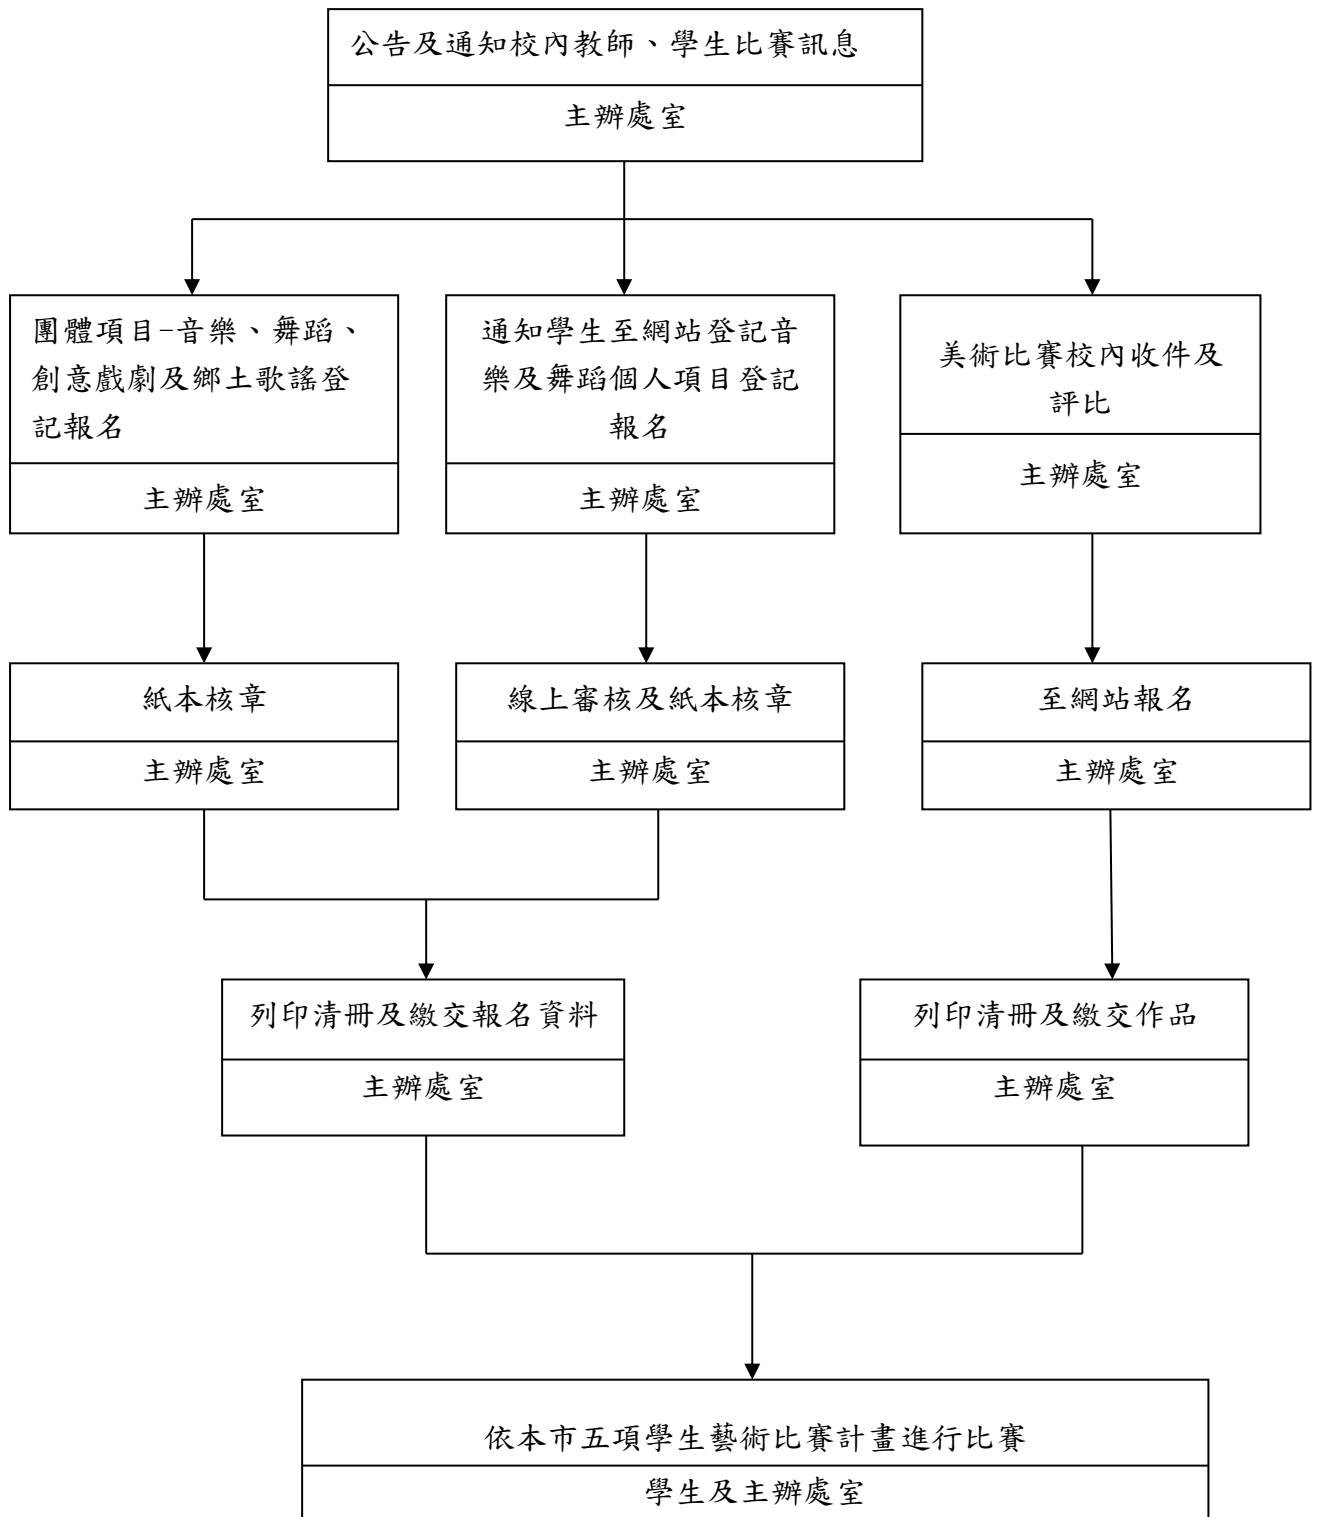 公告及通知校內教師、學生比賽訊息
主辦處室
團體項目-音樂、舞蹈、
創意戲劇及鄉土歌謠登
記報名
主辦處室
通知學生至網站登記音
樂及舞蹈個人項目登記
報名
主辦處室
美術比賽校內收件及
評比
主辦處室
紙本核章
主辦處室
線上審核及紙本核章
主辦處室
至網站報名
主辦處室
列印清冊及繳交報名資料
主辦處室
列印清冊及繳交作品
主辦處室
依本市五項學生藝術比賽計畫進行比賽
學生及主辦處室